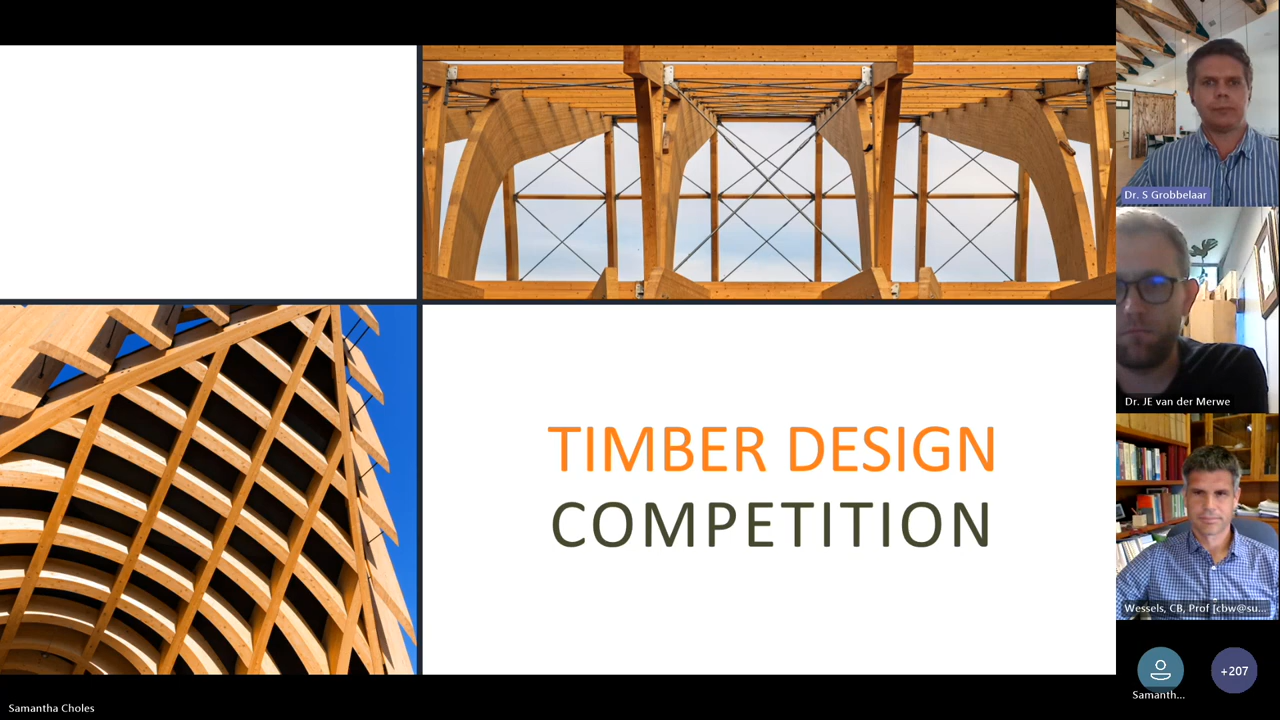 Dr. S Grobbelaar
Dr. JE van der Merwe
TIMBER DESIGN
COMPETITION
Wessels, CB, Prof [cbw@su...
+207
Samanth...
Samantha Choles